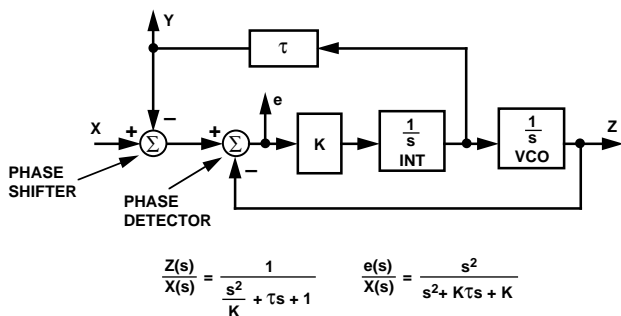 Y
τ
e
X
+
−
Σ
+
−
Σ
K
1/s
INT
1/s
VCO
Z
PHASE
SHIFTER
PHASE
DETECTOR
Z(s)/X(s) = 1/(s²/K + τs + 1)
e(s)/X(s) = s²/(s² + Kτs + K)